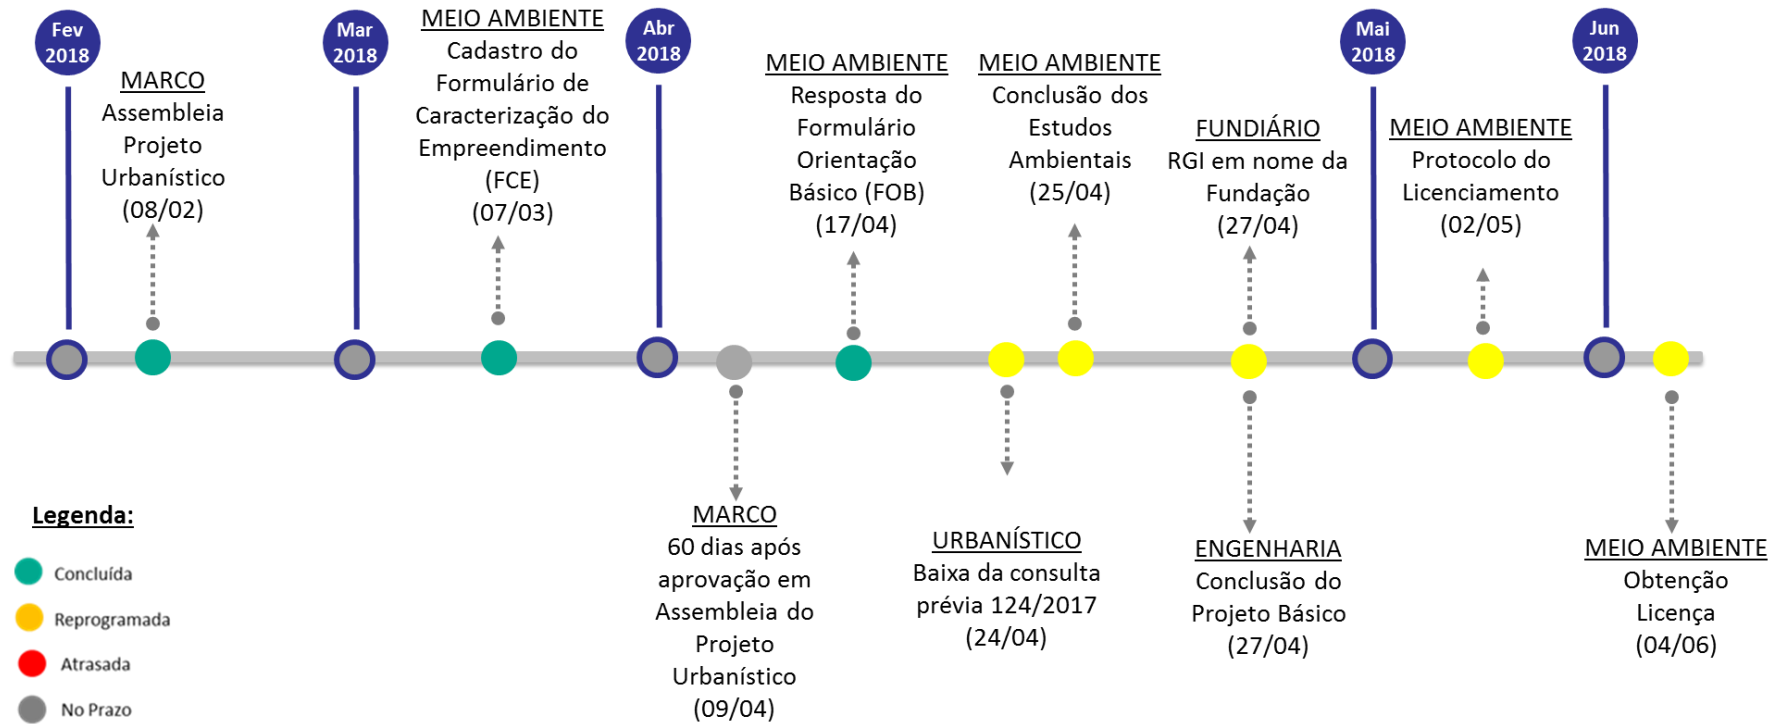 Fev
2018
MARCO
Assembleia
Projeto
Urbanístico
(08/02)
Mar
2018
MEIO AMBIENTE
Cadastro do
Formulário de
Caracterização do
Empreendimento
(FCE)
(07/03)
Abr
2018
MEIO AMBIENTE
Resposta do
Formulário
Orientação
Básico (FOB)
(17/04)
MEIO AMBIENTE
Conclusão dos
Estudos
Ambientais
(25/04)
FUNDIÁRIO
RGI em nome da
Fundação
(27/04)
Mai
2018
MEIO AMBIENTE
Protocolo do
Licenciamento
(02/05)
Jun
2018
MARCO
60 dias após
aprovação em
Assembleia do
Projeto
Urbanístico
(09/04)
URBANÍSTICO
Baixa da consulta
prévia 124/2017
(24/04)
ENGENHARIA
Conclusão do
Projeto Básico
(27/04)
MEIO AMBIENTE
Obtenção
Licença
(04/06)
Legenda:
Concluída
Reprogramada
Atrasada
No Prazo